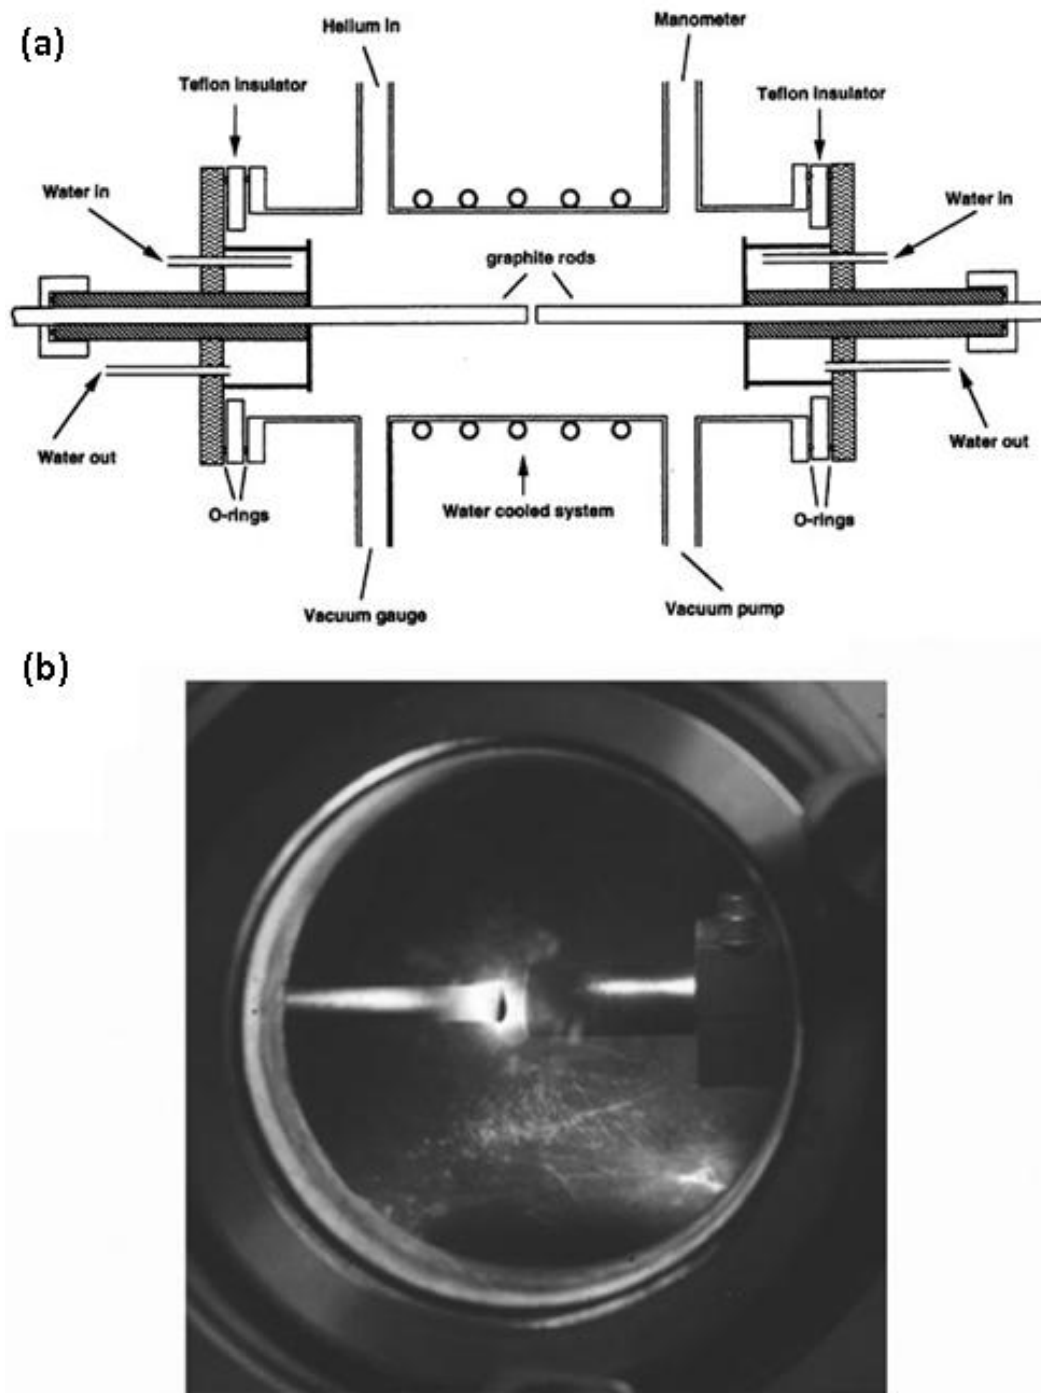 (a)
Helium in
Manometer
Teflon insulator
Teflon insulator
Water in
Water in
graphite rods
Water out
Water out
O-rings
Water cooled system
O-rings
Vacuum gauge
Vacuum pump
(b)